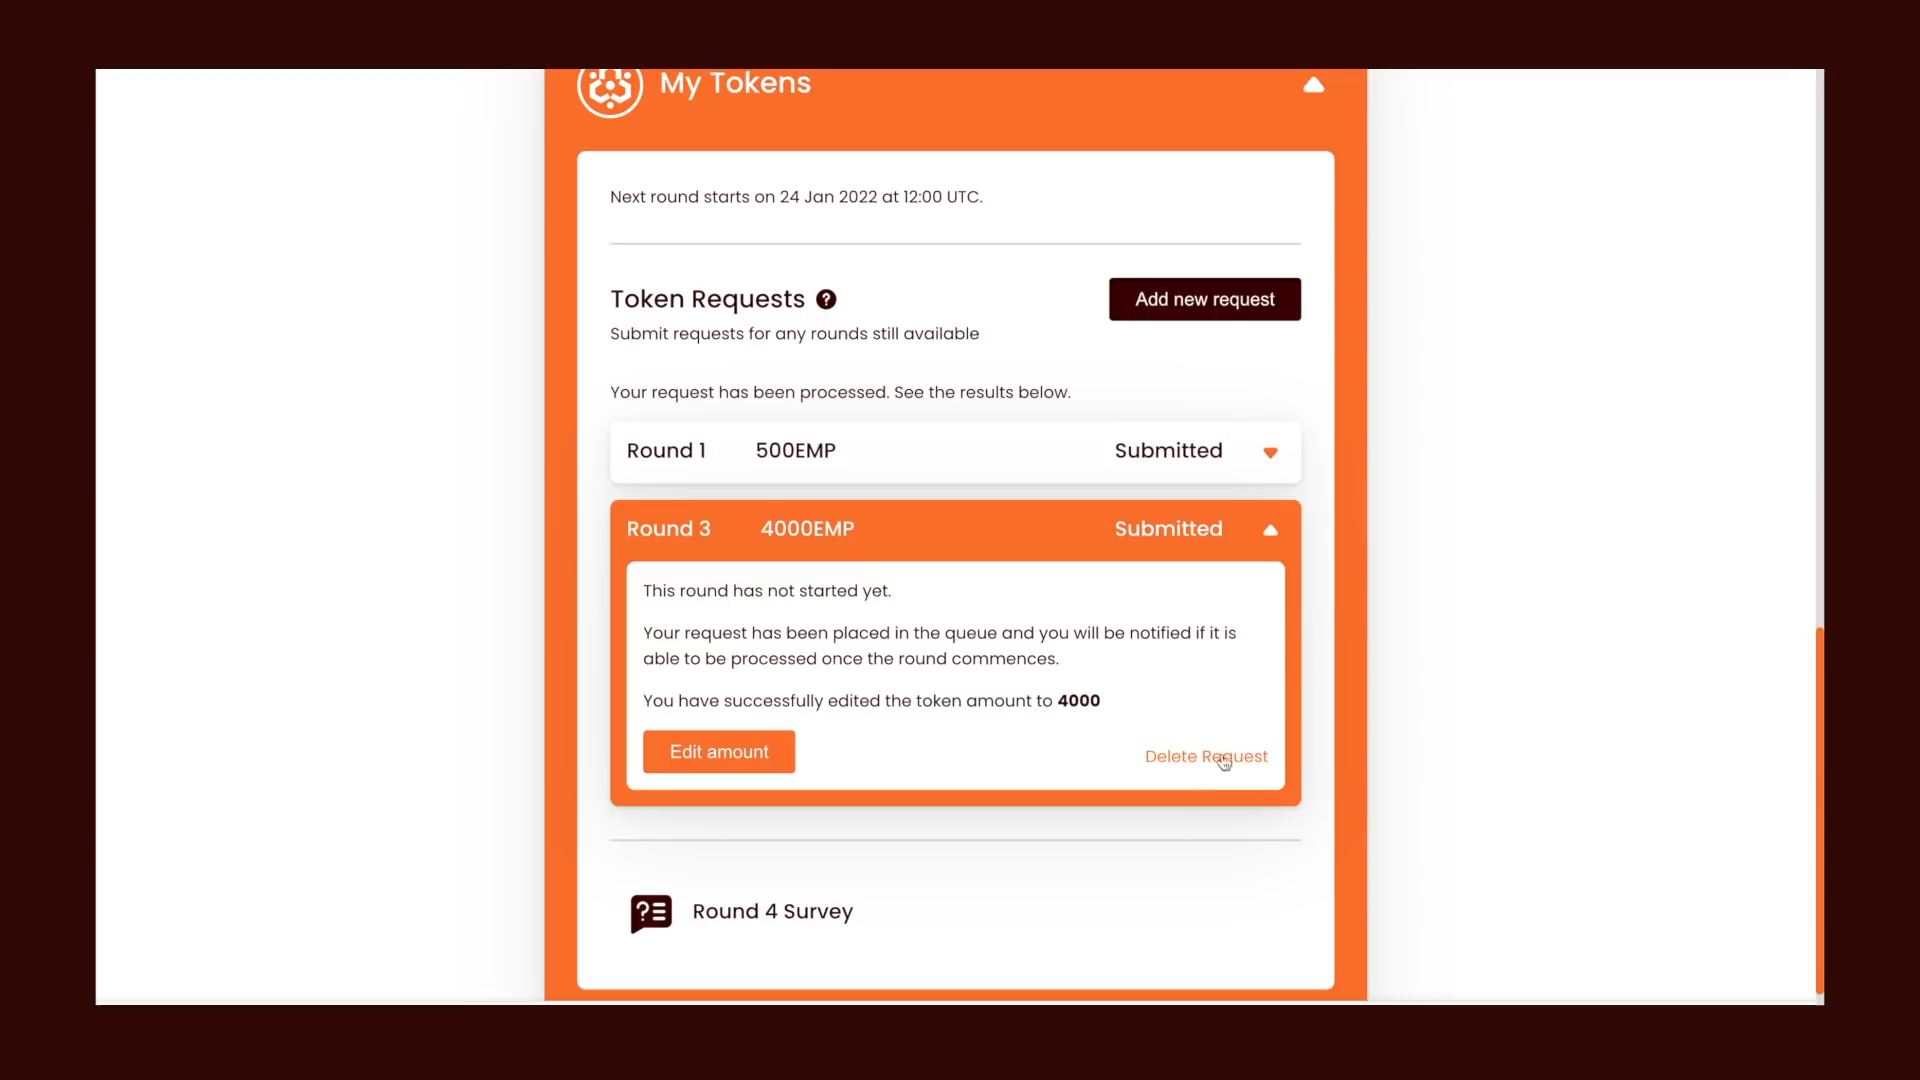 My Tokens
Next round starts on 24 Jan 2022 at 12:00 UTC.
Token Requests ?
Add new request
Submit requests for any rounds still available
Your request has been processed. See the results below.
Round 1 500EMP Submitted
Round 3 4000EMP Submitted
This round has not started yet.
Your request has been placed in the queue and you will be notified if it is
able to be processed once the round commences.
You have successfully edited the token amount to 4000
Edit amount
Delete Request
Round 4 Survey